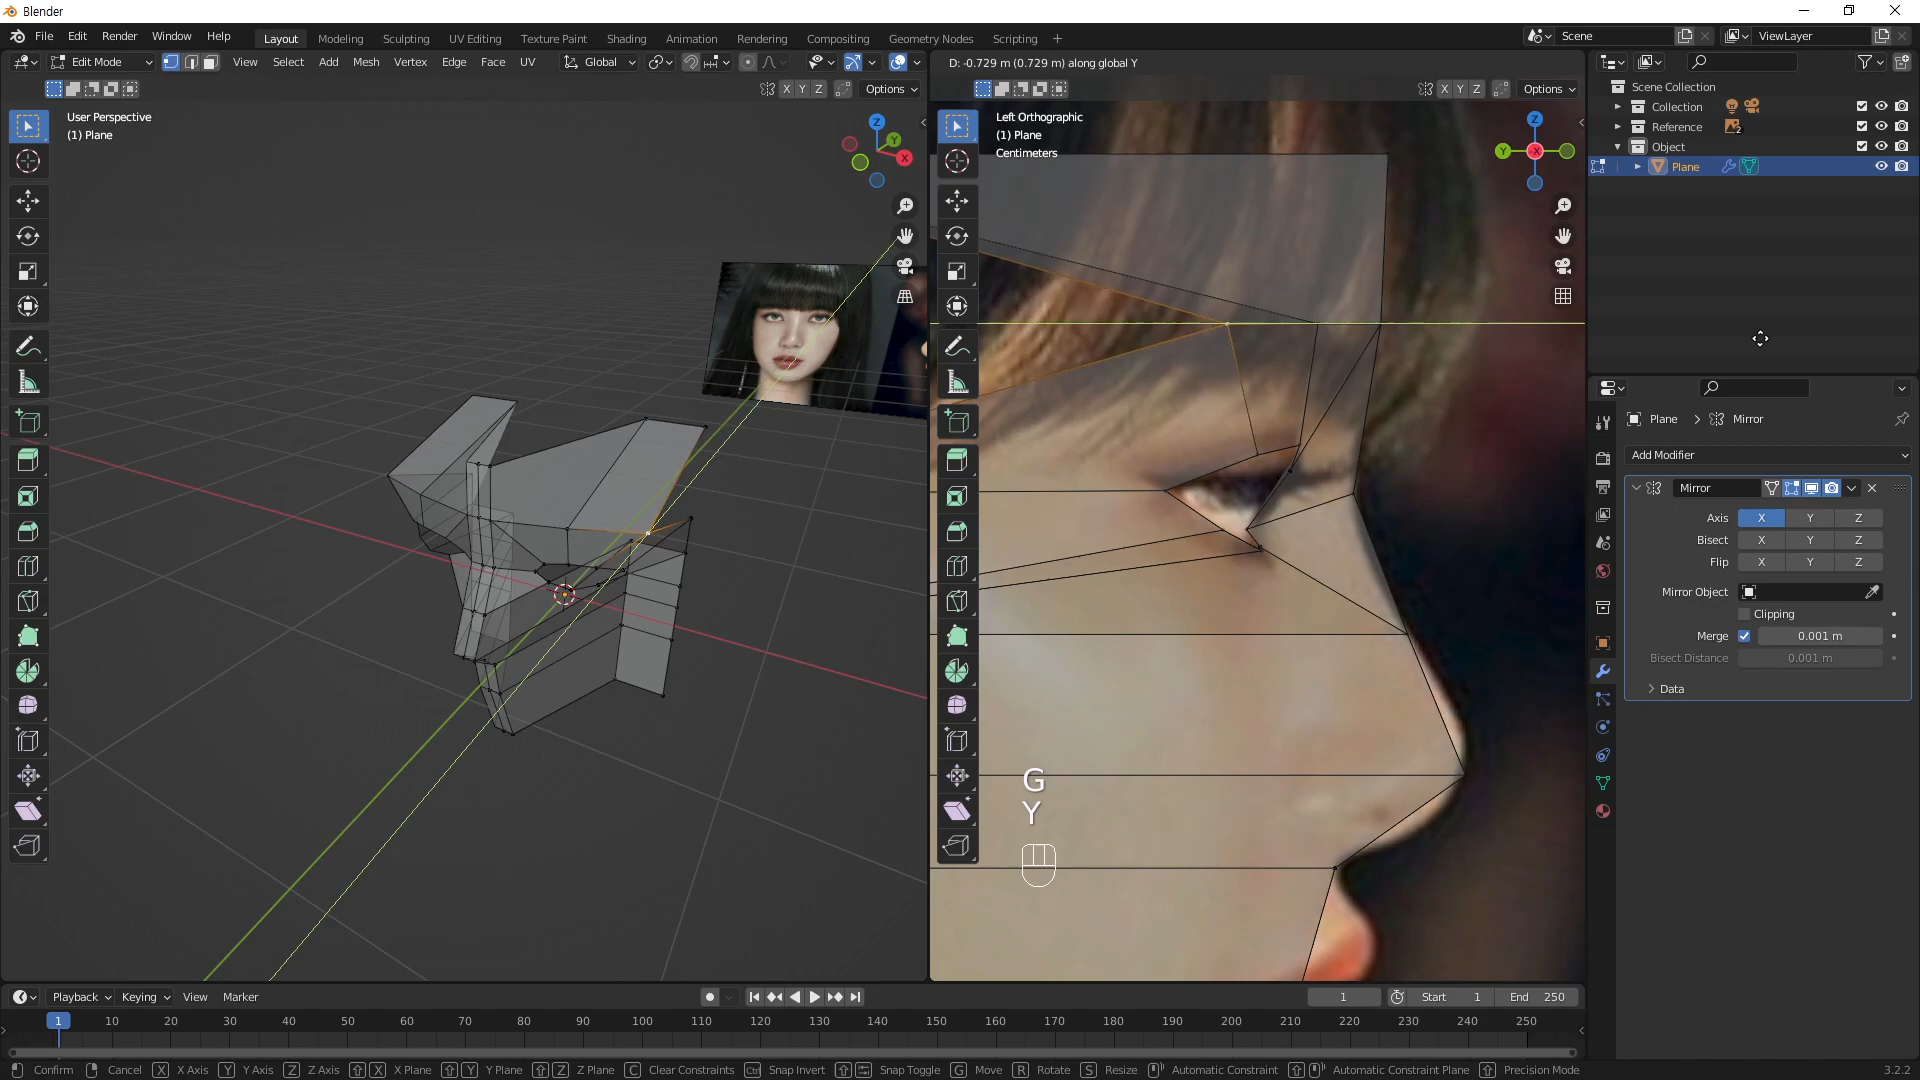 Blender
File Edit Render Window Help Layout Modeling Sculpting UV Editing Texture Paint Shading Animation Rendering Compositing Geometry Nodes Scripting + Scene ViewLayer
Edit Mode View Select Add Mesh Vertex Edge Face UV Global
D: -0.729 m (0.729 m) along global Y
X Y Z Options
X Y Z Options
User Perspective
(1) Plane
Z
Y
X
Left Orthographic
(1) Plane
Centimeters
Z
Y
-X
G
Y
Scene Collection
Collection
Reference 2
Object
Plane
Plane > Mirror
Add Modifier
Mirror
Axis X Y Z
Bisect X Y Z
Flip X Y Z
Mirror Object
Clipping
Merge 0.001 m
Bisect Distance 0.001 m
Data
Playback Keying View Marker 1 Start 1 End 250
1 10 20 30 40 50 60 70 80 90 100 110 120 130 140 150 160 170 180 190 200 210 220 230 240 250
Confirm Cancel X X Axis Y Y Axis Z Z Axis X X Plane Y Y Plane Z Z Plane C Clear Constraints Ctrl Snap Invert Snap Toggle G Move R Rotate S Resize Automatic Constraint Automatic Constraint Plane Precision Mode 3.2.2